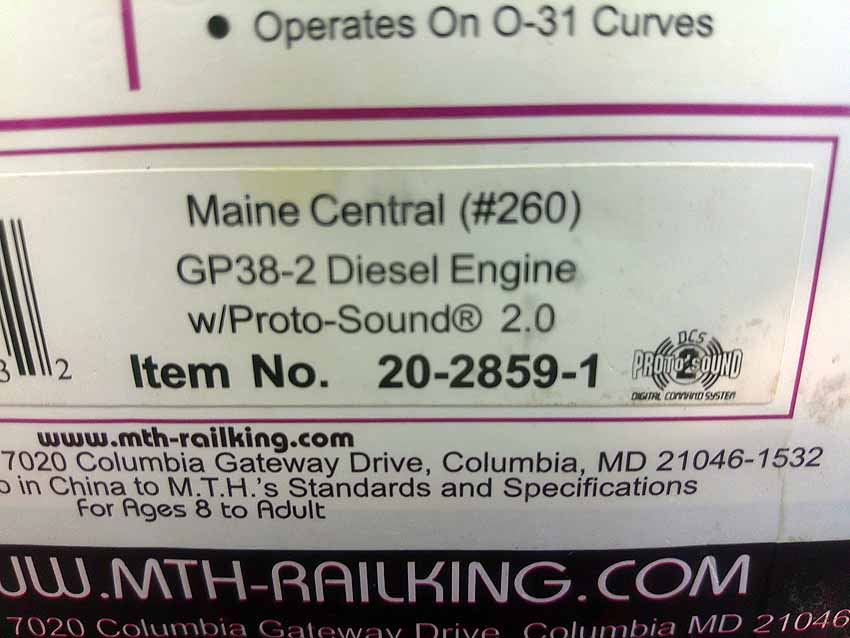 • Operates On O-31 Curves
Maine Central (#260)
GP38-2 Diesel Engine
w/Proto-Sound® 2.0
3 2
Item No. 20-2859-1
DCS
PROTO-SOUND
2
DIGITAL COMMAND SYSTEM
www.mth-railking.com
7020 Columbia Gateway Drive, Columbia, MD 21046-1532
in China to M.T.H.'s Standards and Specifications
For Ages 8 to Adult
W.MTH-RAILKING.COM
7020 Columbia Gateway Drive, Columbia MD 21046